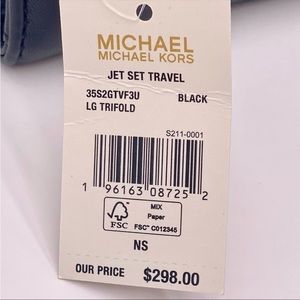 MICHAEL
MICHAEL KORS
JET SET TRAVEL
35S2GTVF3U BLACK
LG TRIFOLD
S211-0001
1 96163 08725 2
FSC
MIX
Paper
FSC™ C012345
NS
OUR PRICE $298.00